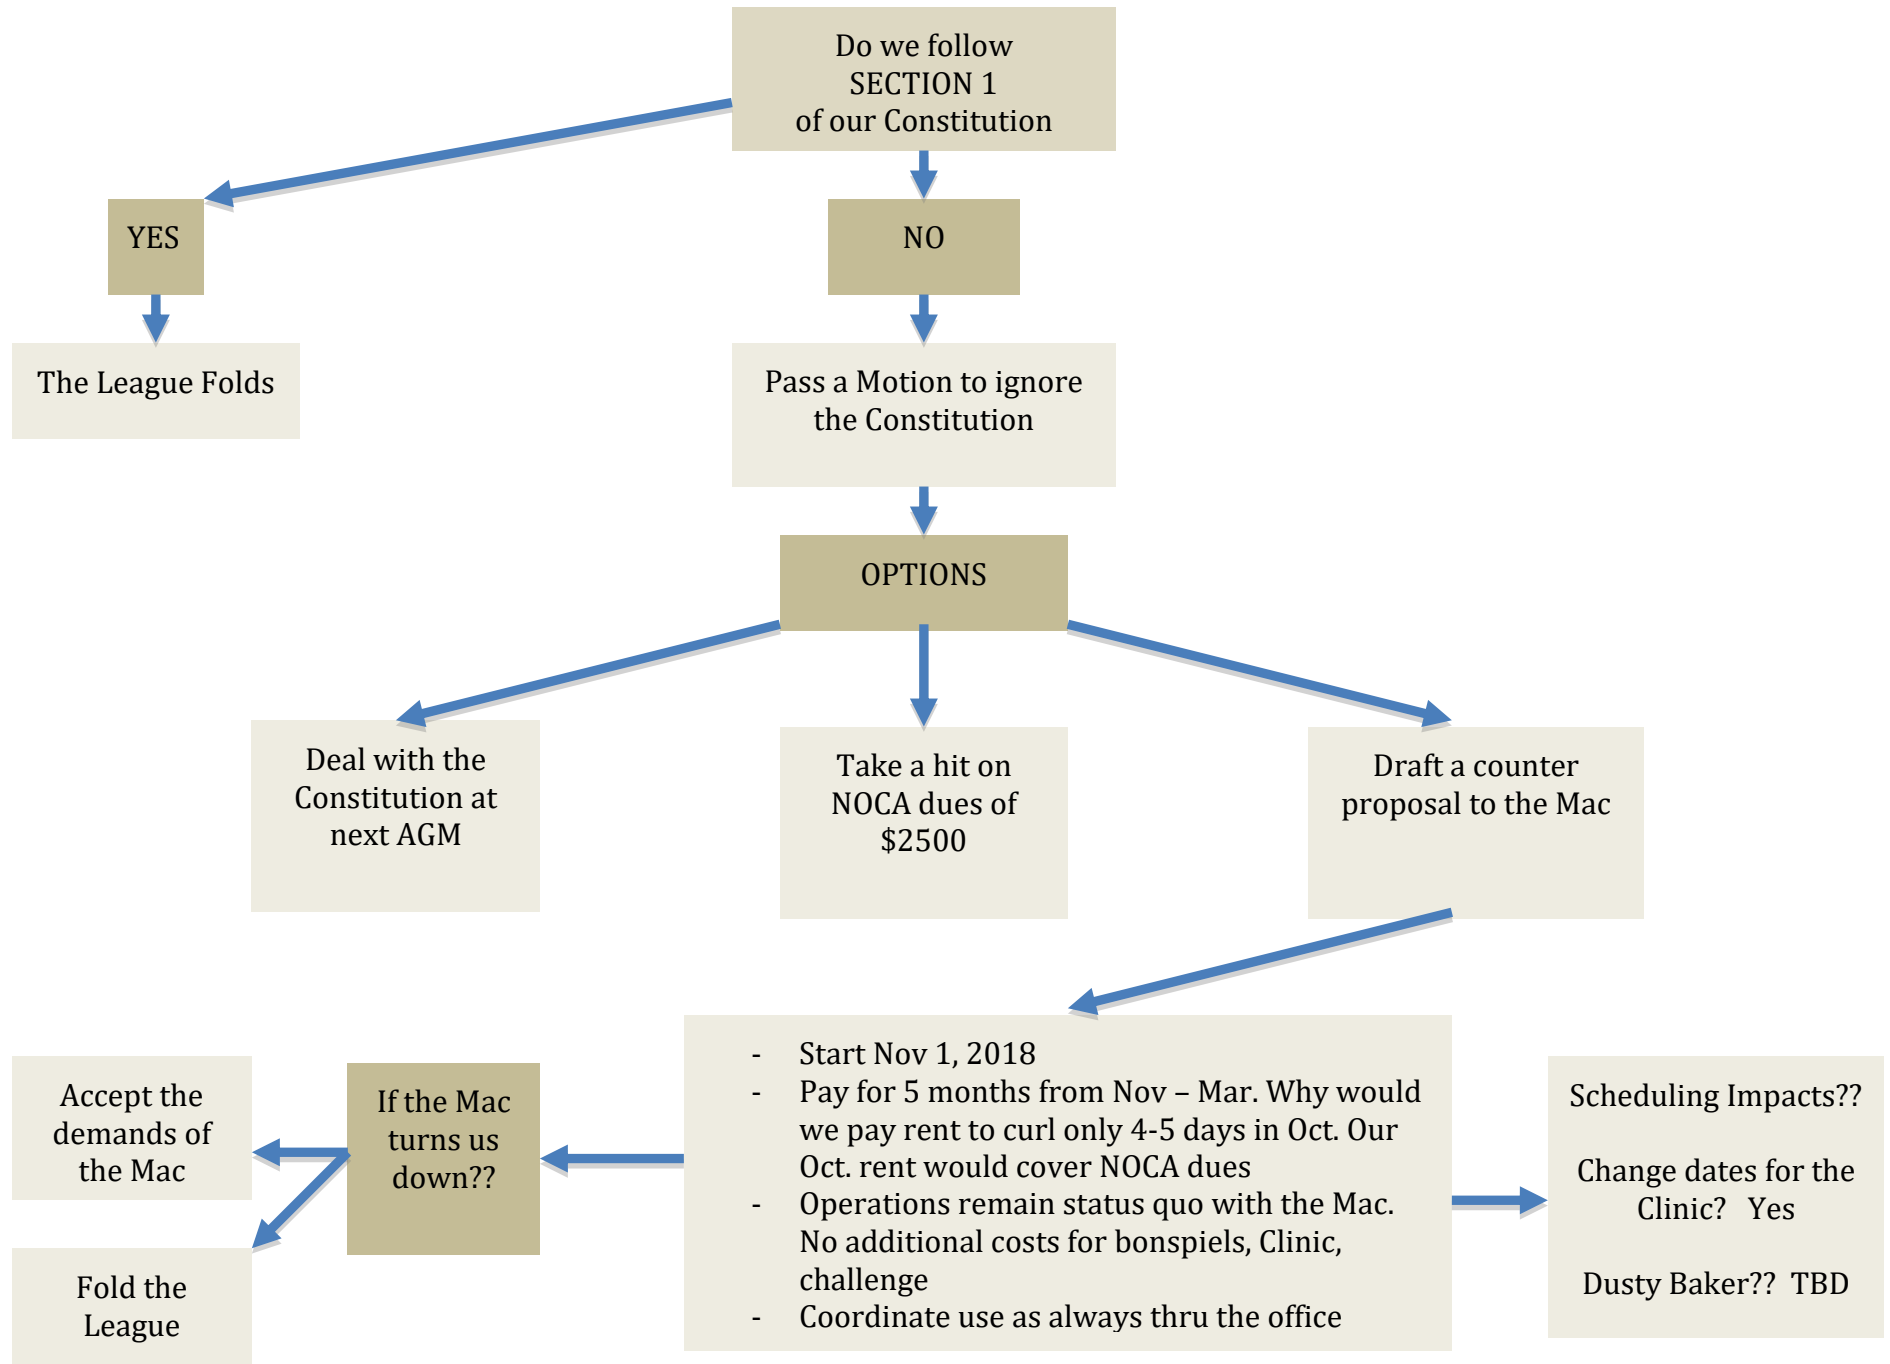 Do we follow
SECTION 1
of our Constitution
YES
NO
The League Folds
Pass a Motion to ignore
the Constitution
OPTIONS
Deal with the
Constitution at
next AGM
Take a hit on
NOCA dues of
$2500
Draft a counter
proposal to the Mac
- Start Nov 1, 2018
- Pay for 5 months from Nov – Mar. Why would
we pay rent to curl only 4-5 days in Oct. Our
Oct. rent would cover NOCA dues
- Operations remain status quo with the Mac.
No additional costs for bonspiels, Clinic,
challenge
- Coordinate use as always thru the office
If the Mac
turns us
down??
Accept the
demands of
the Mac
Fold the
League
Scheduling Impacts??
Change dates for the
Clinic? Yes
Dusty Baker?? TBD